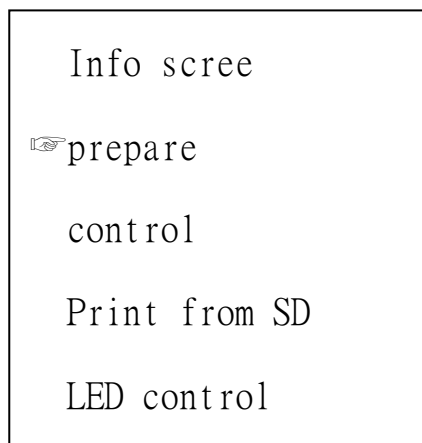 Info scree
☞prepare
control
Print from SD
LED control